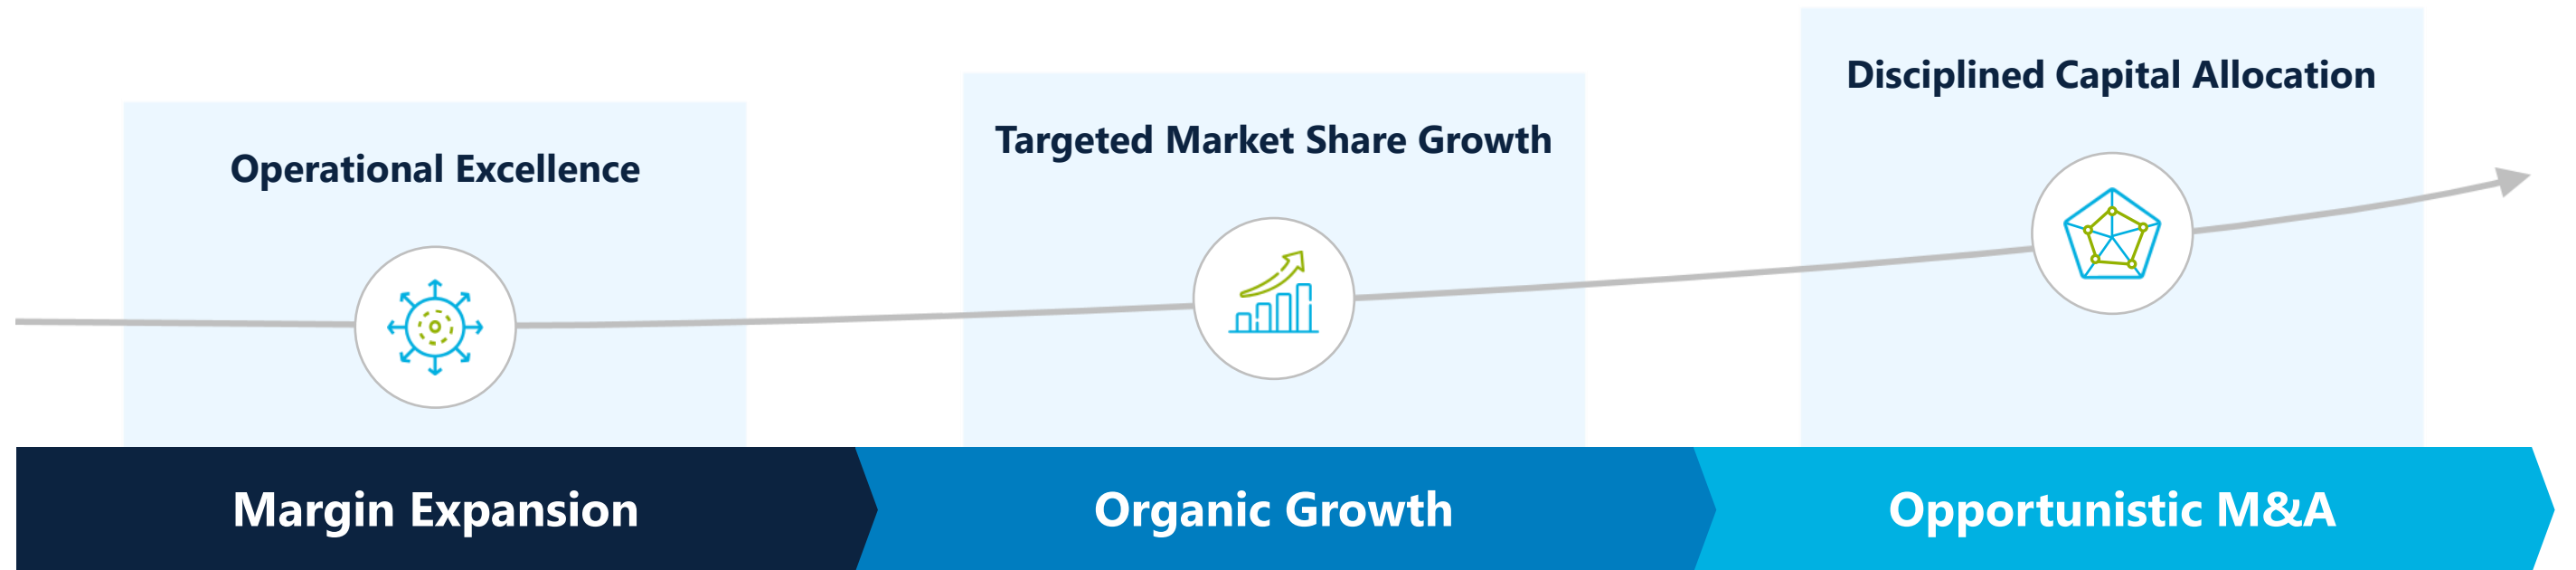 Operational Excellence
Targeted Market Share Growth
Disciplined Capital Allocation
Margin Expansion
Organic Growth
Opportunistic M&A